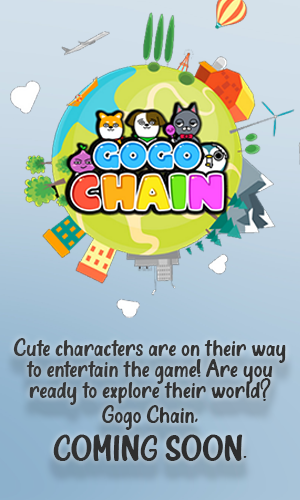 GOGO
CHAIN
Cute characters are on their way
to entertain the game! Are you
ready to explore their world?
Gogo Chain.
COMING SOON.